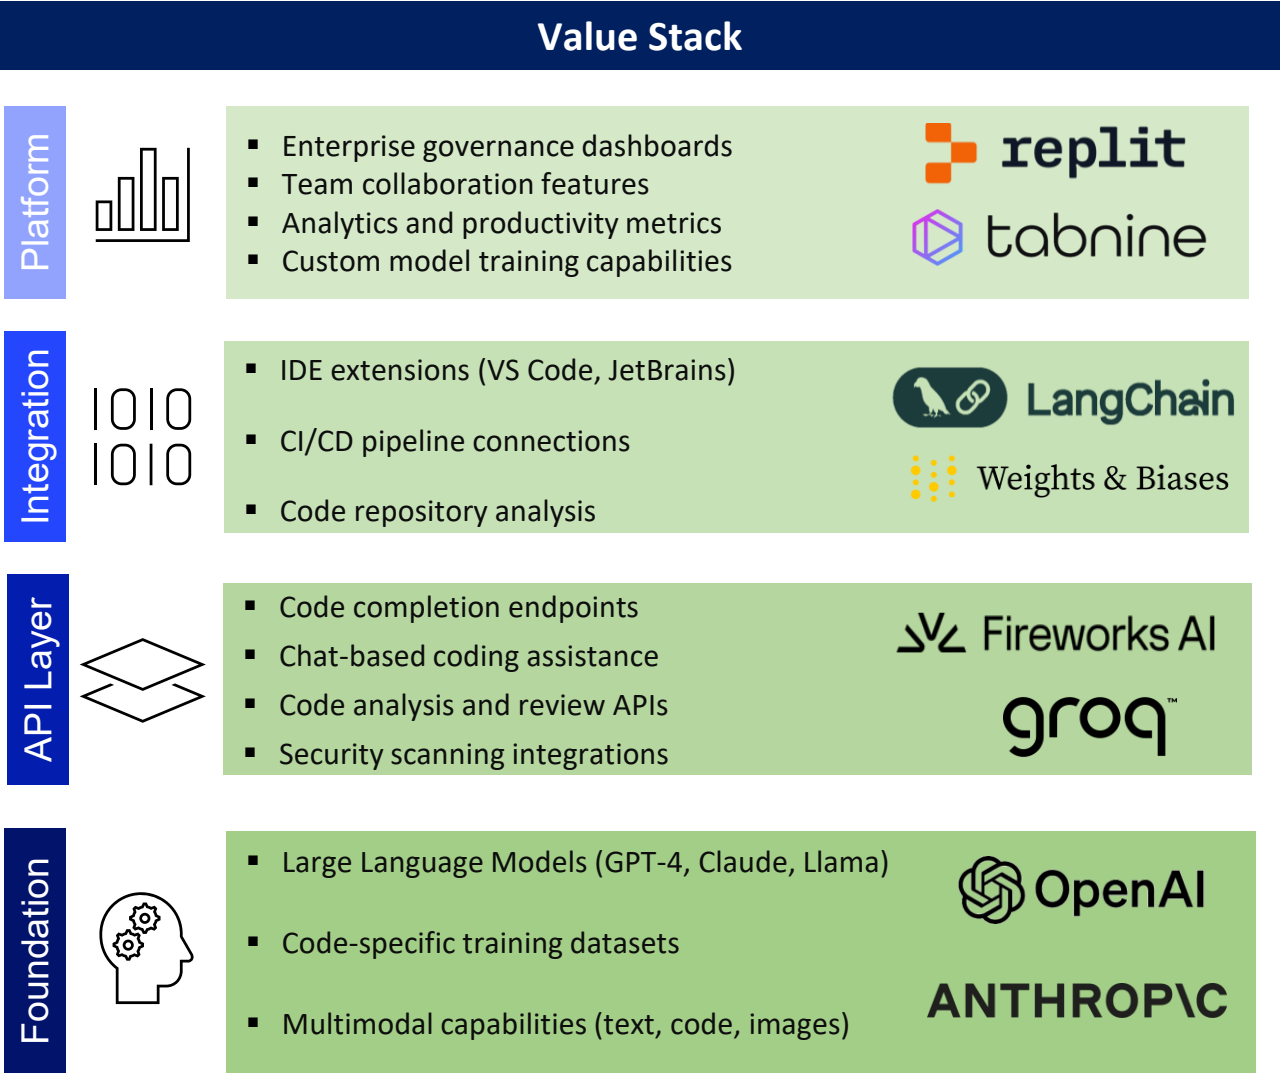 Value Stack
Platform
▪ Enterprise governance dashboards
▪ Team collaboration features
▪ Analytics and productivity metrics
▪ Custom model training capabilities
replit
tabnine
Integration
1010
1010
▪ IDE extensions (VS Code, JetBrains)
▪ CI/CD pipeline connections
▪ Code repository analysis
LangChain
Weights & Biases
API Layer
▪ Code completion endpoints
▪ Chat-based coding assistance
▪ Code analysis and review APIs
▪ Security scanning integrations
Fireworks AI
groq™
Foundation
▪ Large Language Models (GPT-4, Claude, Llama)
▪ Code-specific training datasets
▪ Multimodal capabilities (text, code, images)
OpenAI
ANTHROP\C